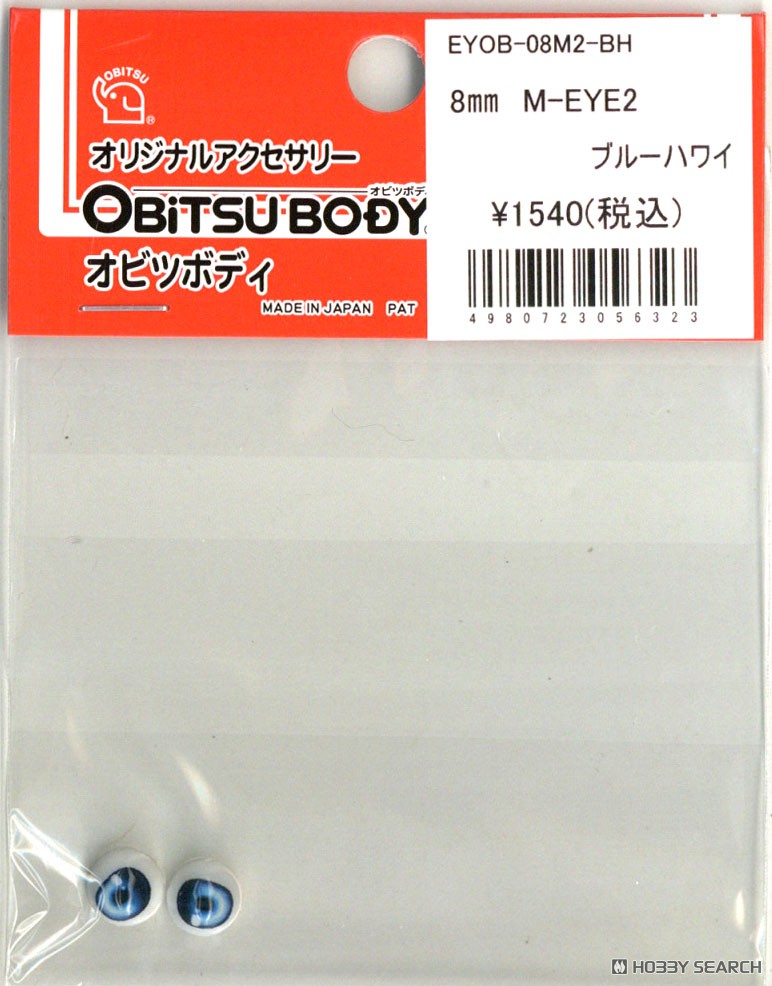 OBITSU
®
オリジナルアクセサリー
オビツボデ
OBiTSU BODY
オビツボディ
MADE IN JAPAN PAT
EYOB-08M2-BH
8mm M-EYE2
ブルーハワイ
¥1540(税込)
4980723056323
HOBBY SEARCH